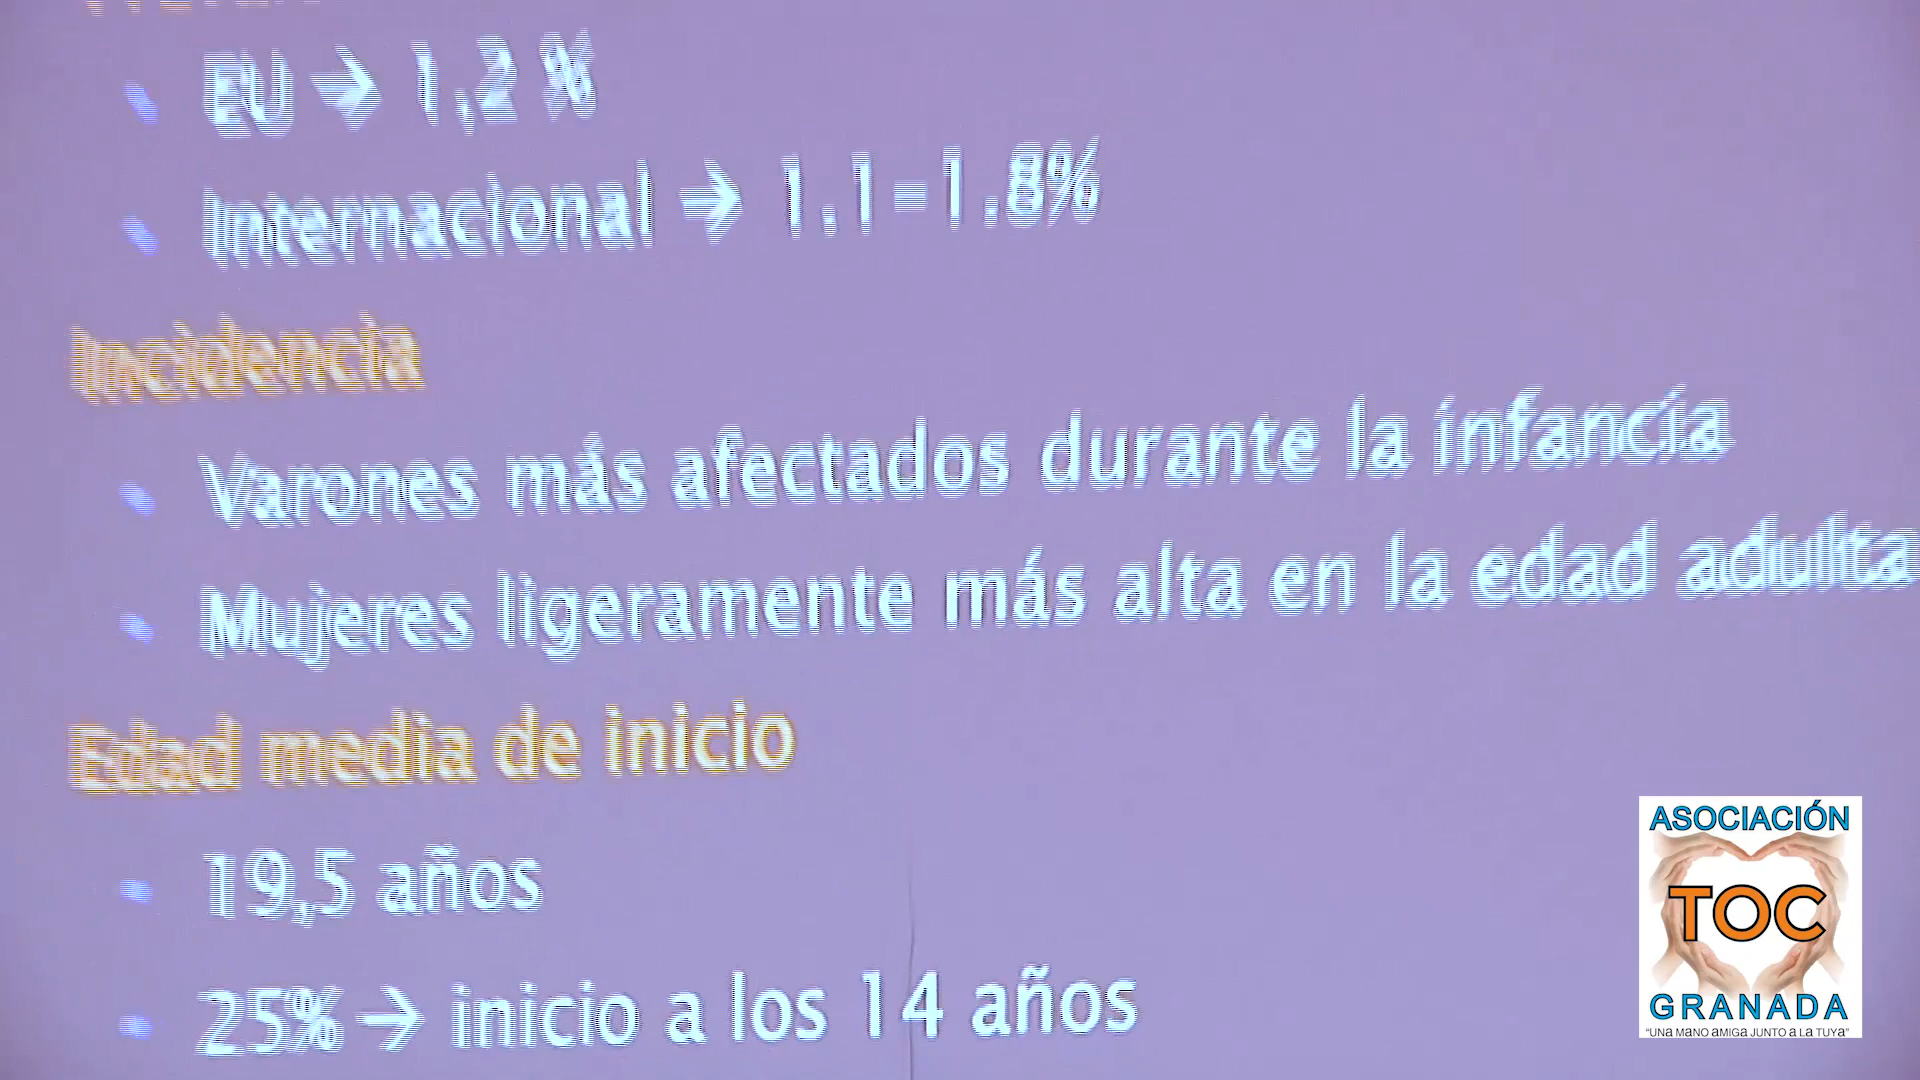 EU → 1,2 %
Internacional → 1.1-1.8%
Incidencia
Varones más afectados durante la infancia
Mujeres ligeramente más alta en la edad adulta
Edad media de inicio
19,5 años
25% → inicio a los 14 años
ASOCIACIÓN
TOC
GRANADA
"UNa MaNO aMIGa JUNTO a La TUYa"